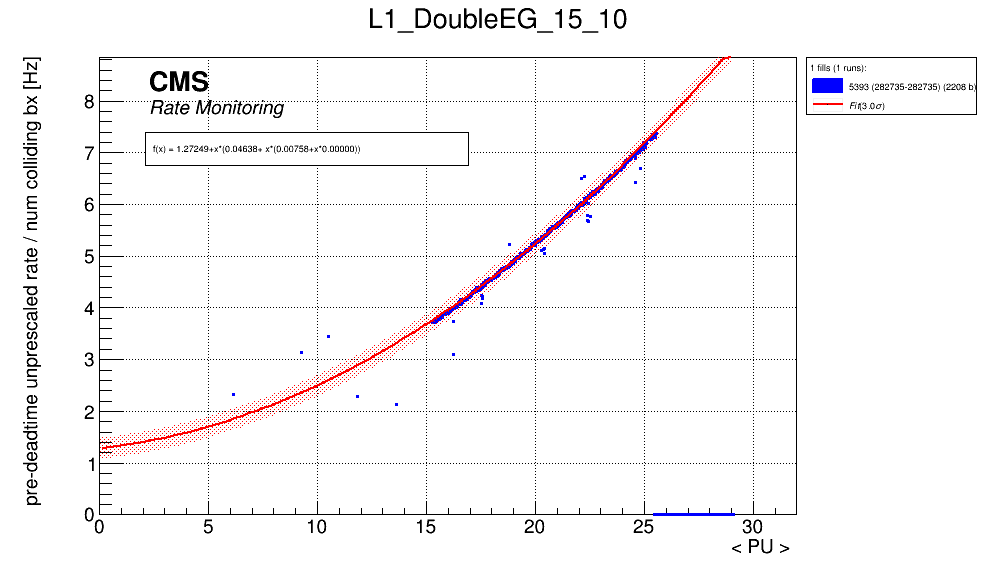 L1_DoubleEG_15_10
pre-deadtime unprescaled rate / num colliding bx [Hz]
CMS
Rate Monitoring
f(x) = 1.27249+x*(0.04638+ x*(0.00758+x*0.00000))
8
7
6
5
4
3
2
1
0
0 5 10 15 20 25 30
< PU >
1 fills (1 runs):
5393 (282735-282735) (2208 b)
Fit(3.0σ)